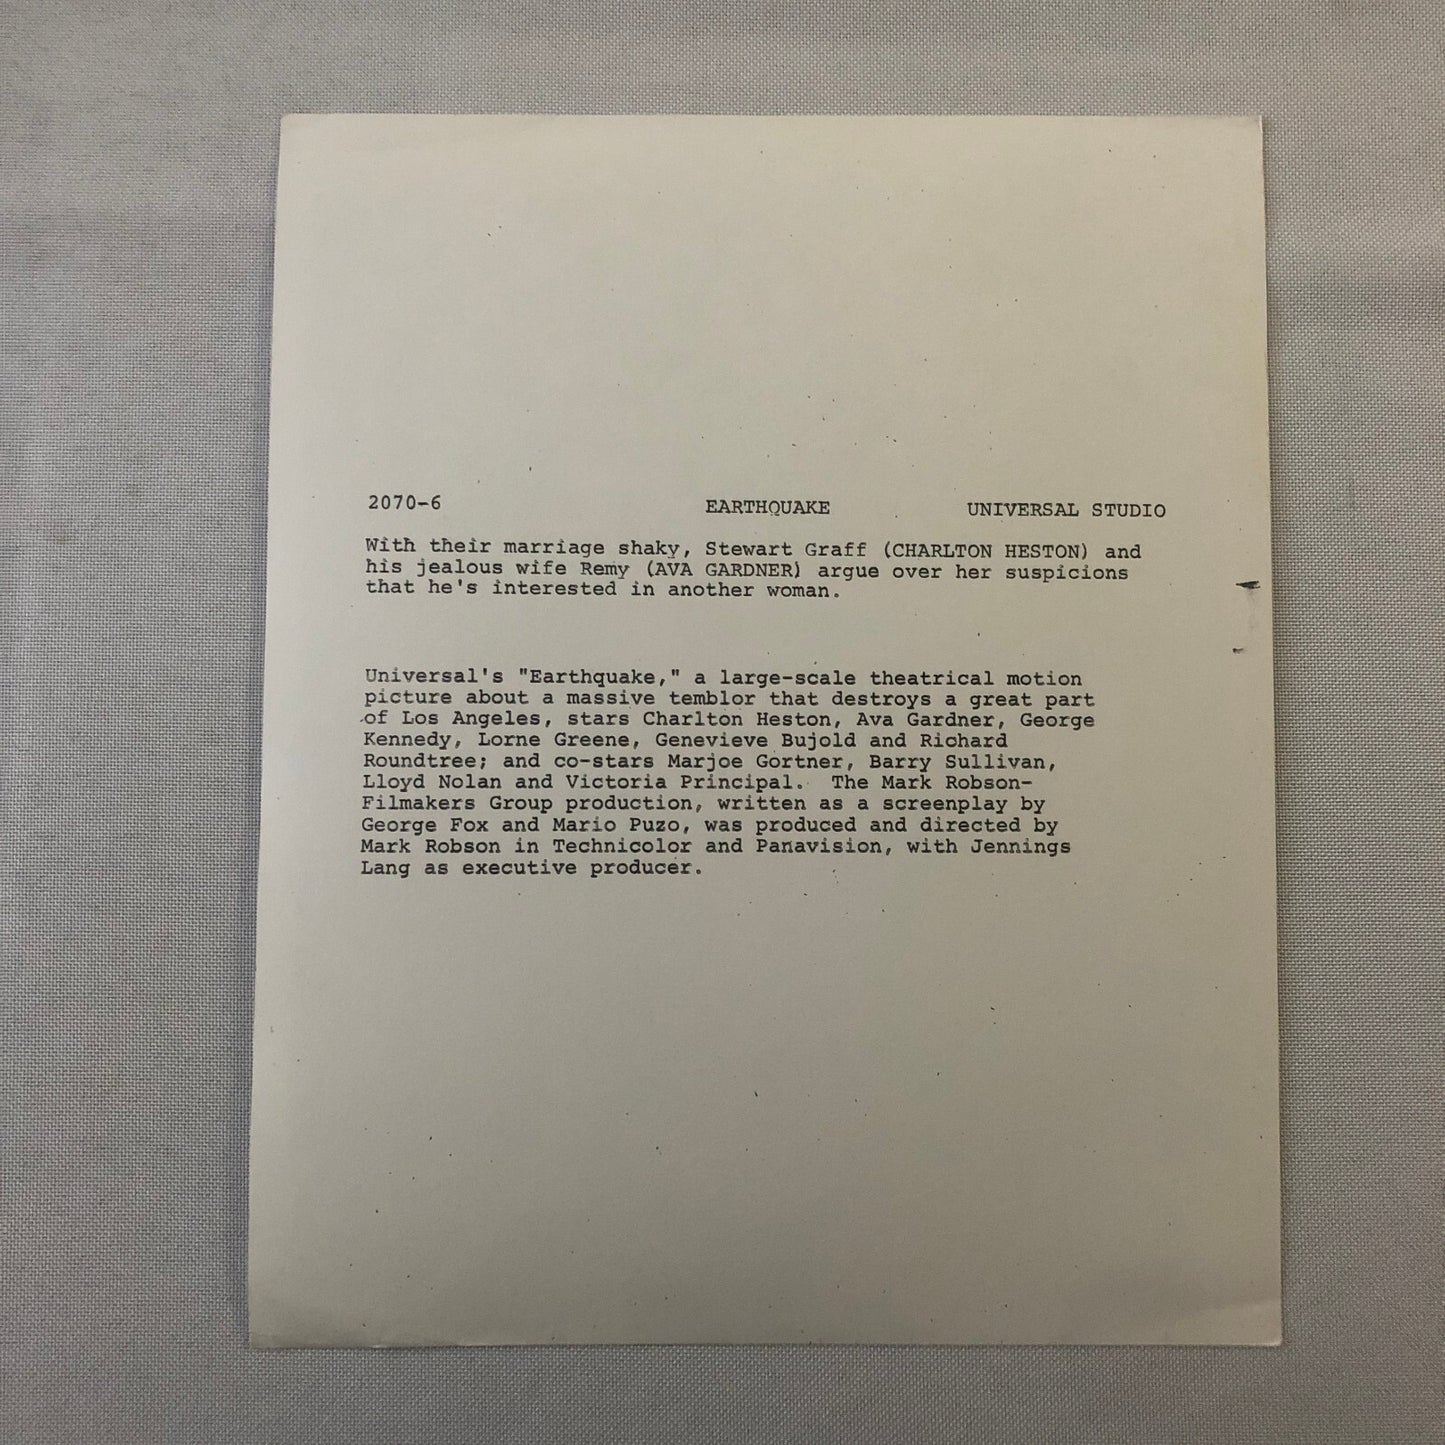 2070-6 EARTHQUAKE UNIVERSAL STUDIO
With their marriage shaky, Stewart Graff (CHARLTON HESTON) and
his jealous wife Remy (AVA GARDNER) argue over her suspicions
that he's interested in another woman.
Universal's "Earthquake," a large-scale theatrical motion
picture about a massive temblor that destroys a great part
of Los Angeles, stars Charlton Heston, Ava Gardner, George
Kennedy, Lorne Greene, Genevieve Bujold and Richard
Roundtree; and co-stars Marjoe Gortner, Barry Sullivan,
Lloyd Nolan and Victoria Principal. The Mark Robson-
Filmakers Group production, written as a screenplay by
George Fox and Mario Puzo, was produced and directed by
Mark Robson in Technicolor and Panavision, with Jennings
Lang as executive producer.